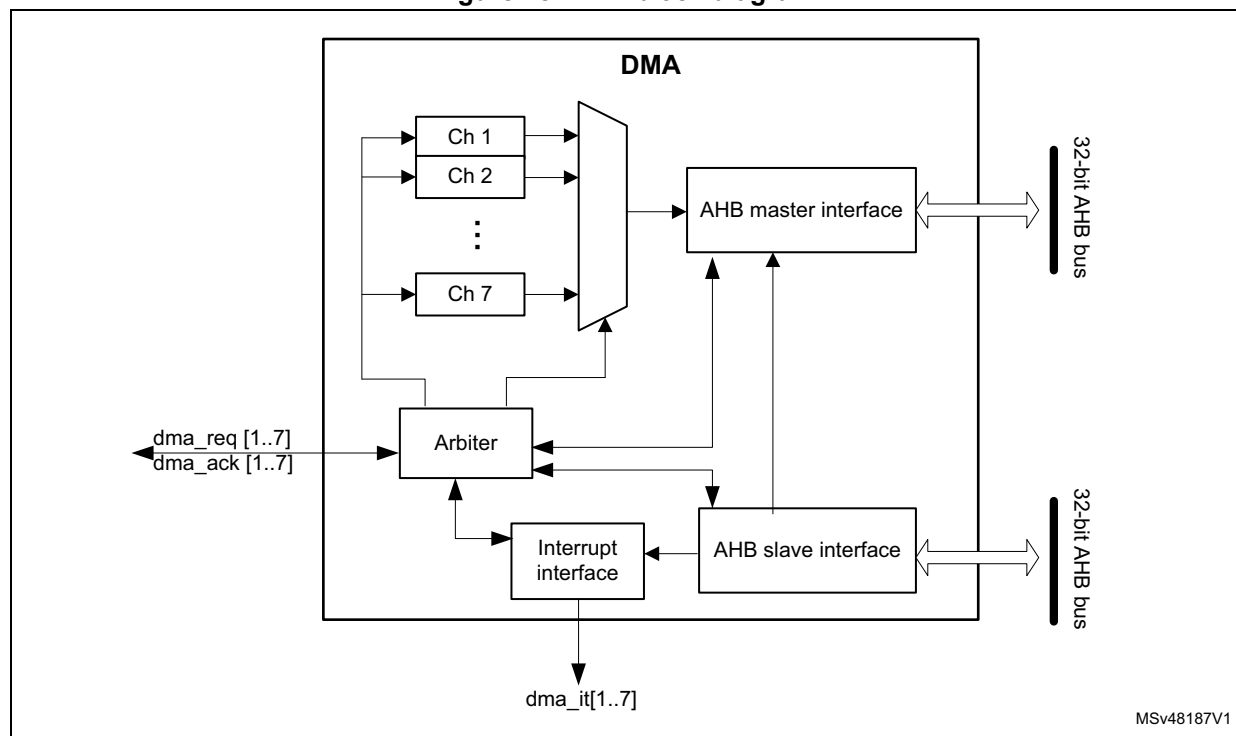 DMA
Ch 1
Ch 2
Ch 7
AHB master interface
32-bit AHB bus
dma_req [1..7]
dma_ack [1..7]
Arbiter
Interrupt
interface
AHB slave interface
32-bit AHB bus
dma_it[1..7]
MSv48187V1